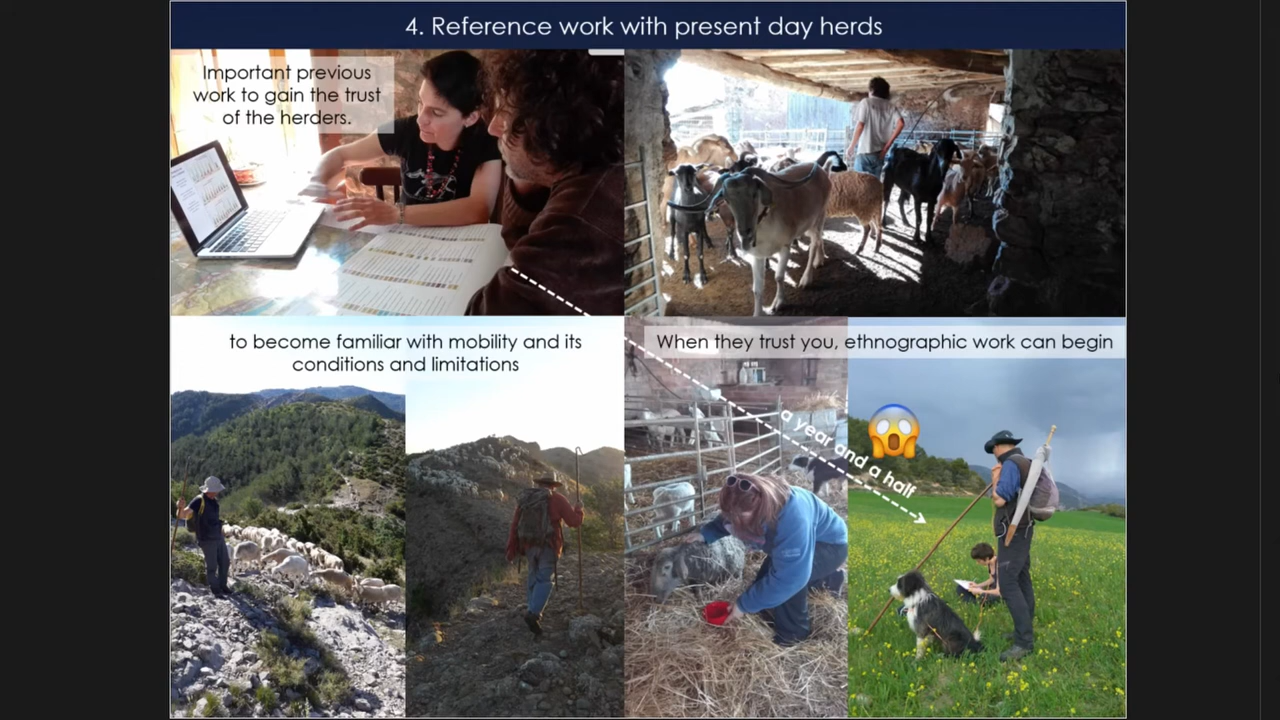 4. Reference work with present day herds
Important previous
work to gain the trust
of the herders.
to become familiar with mobility and its
conditions and limitations
When they trust you, ethnographic work can begin
a year and a half